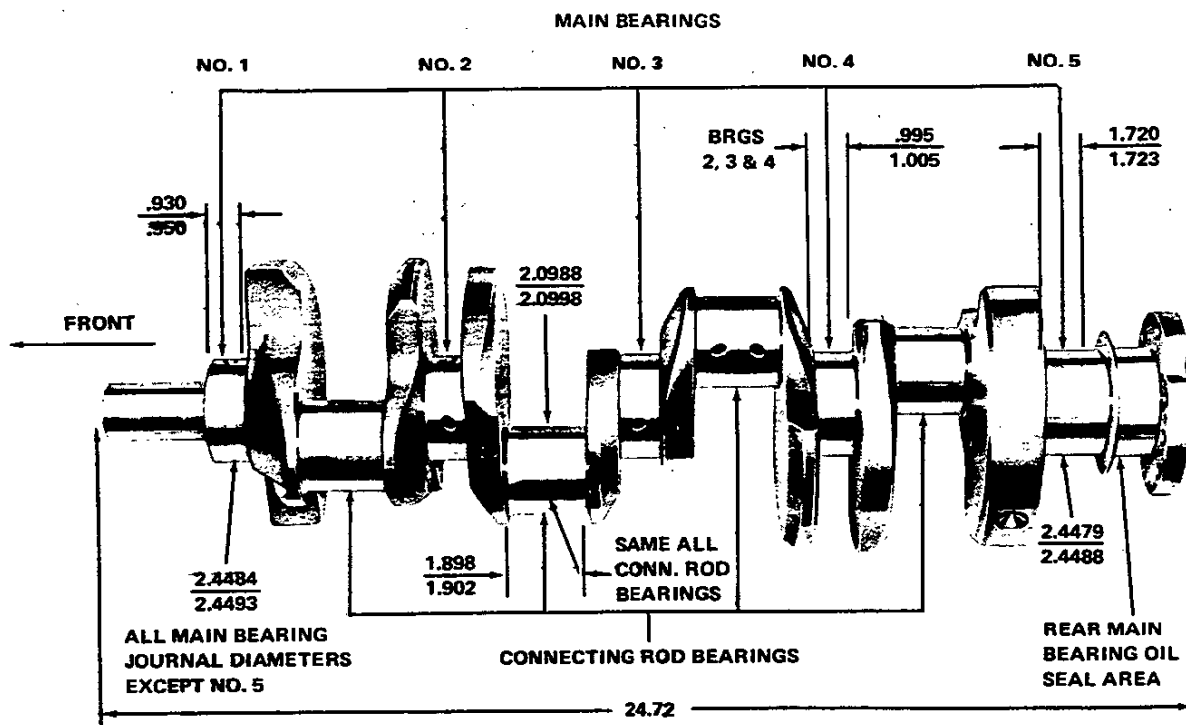 MAIN BEARINGS
NO. 1 NO. 2 NO. 3 NO. 4 NO. 5
BRGS
2, 3 & 4
.995
1.005
1.720
1.723
.930
.950
2.0988
2.0998
FRONT
1.898
1.902
SAME ALL
CONN. ROD
BEARINGS
2.4484
2.4493
ALL MAIN BEARING
JOURNAL DIAMETERS
EXCEPT NO. 5
CONNECTING ROD BEARINGS
2.4479
2.4488
REAR MAIN
BEARING OIL
SEAL AREA
24.72